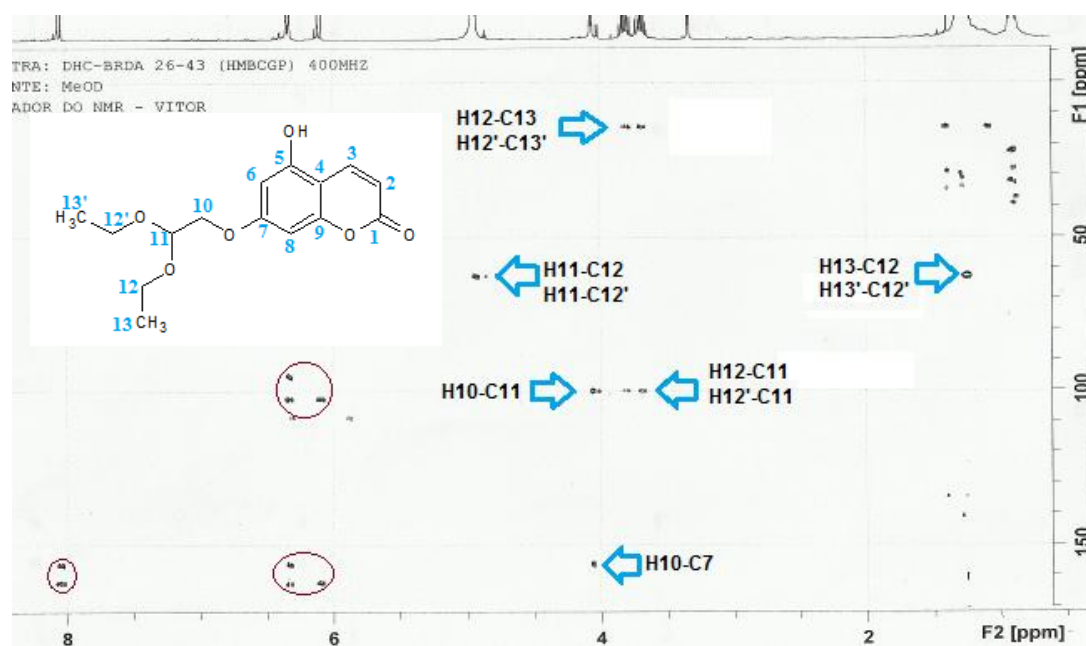 TRA: DHC-BRDA 26-43 (HMBCGP) 400MHZ
NTE: MeOD
ADOR DO NMR - VITOR
OH
5
4
3
6
2
13'
H₃C
12'
O
10
11
O
7
8
9
O
1
O
O
12
13
CH₃
H12-C13
H12'-C13'
H11-C12
H11-C12'
H13-C12
H13'-C12'
H10-C11
H12-C11
H12'-C11
H10-C7
F1 [ppm]
50
100
150
8
6
4
2
F2 [ppm]